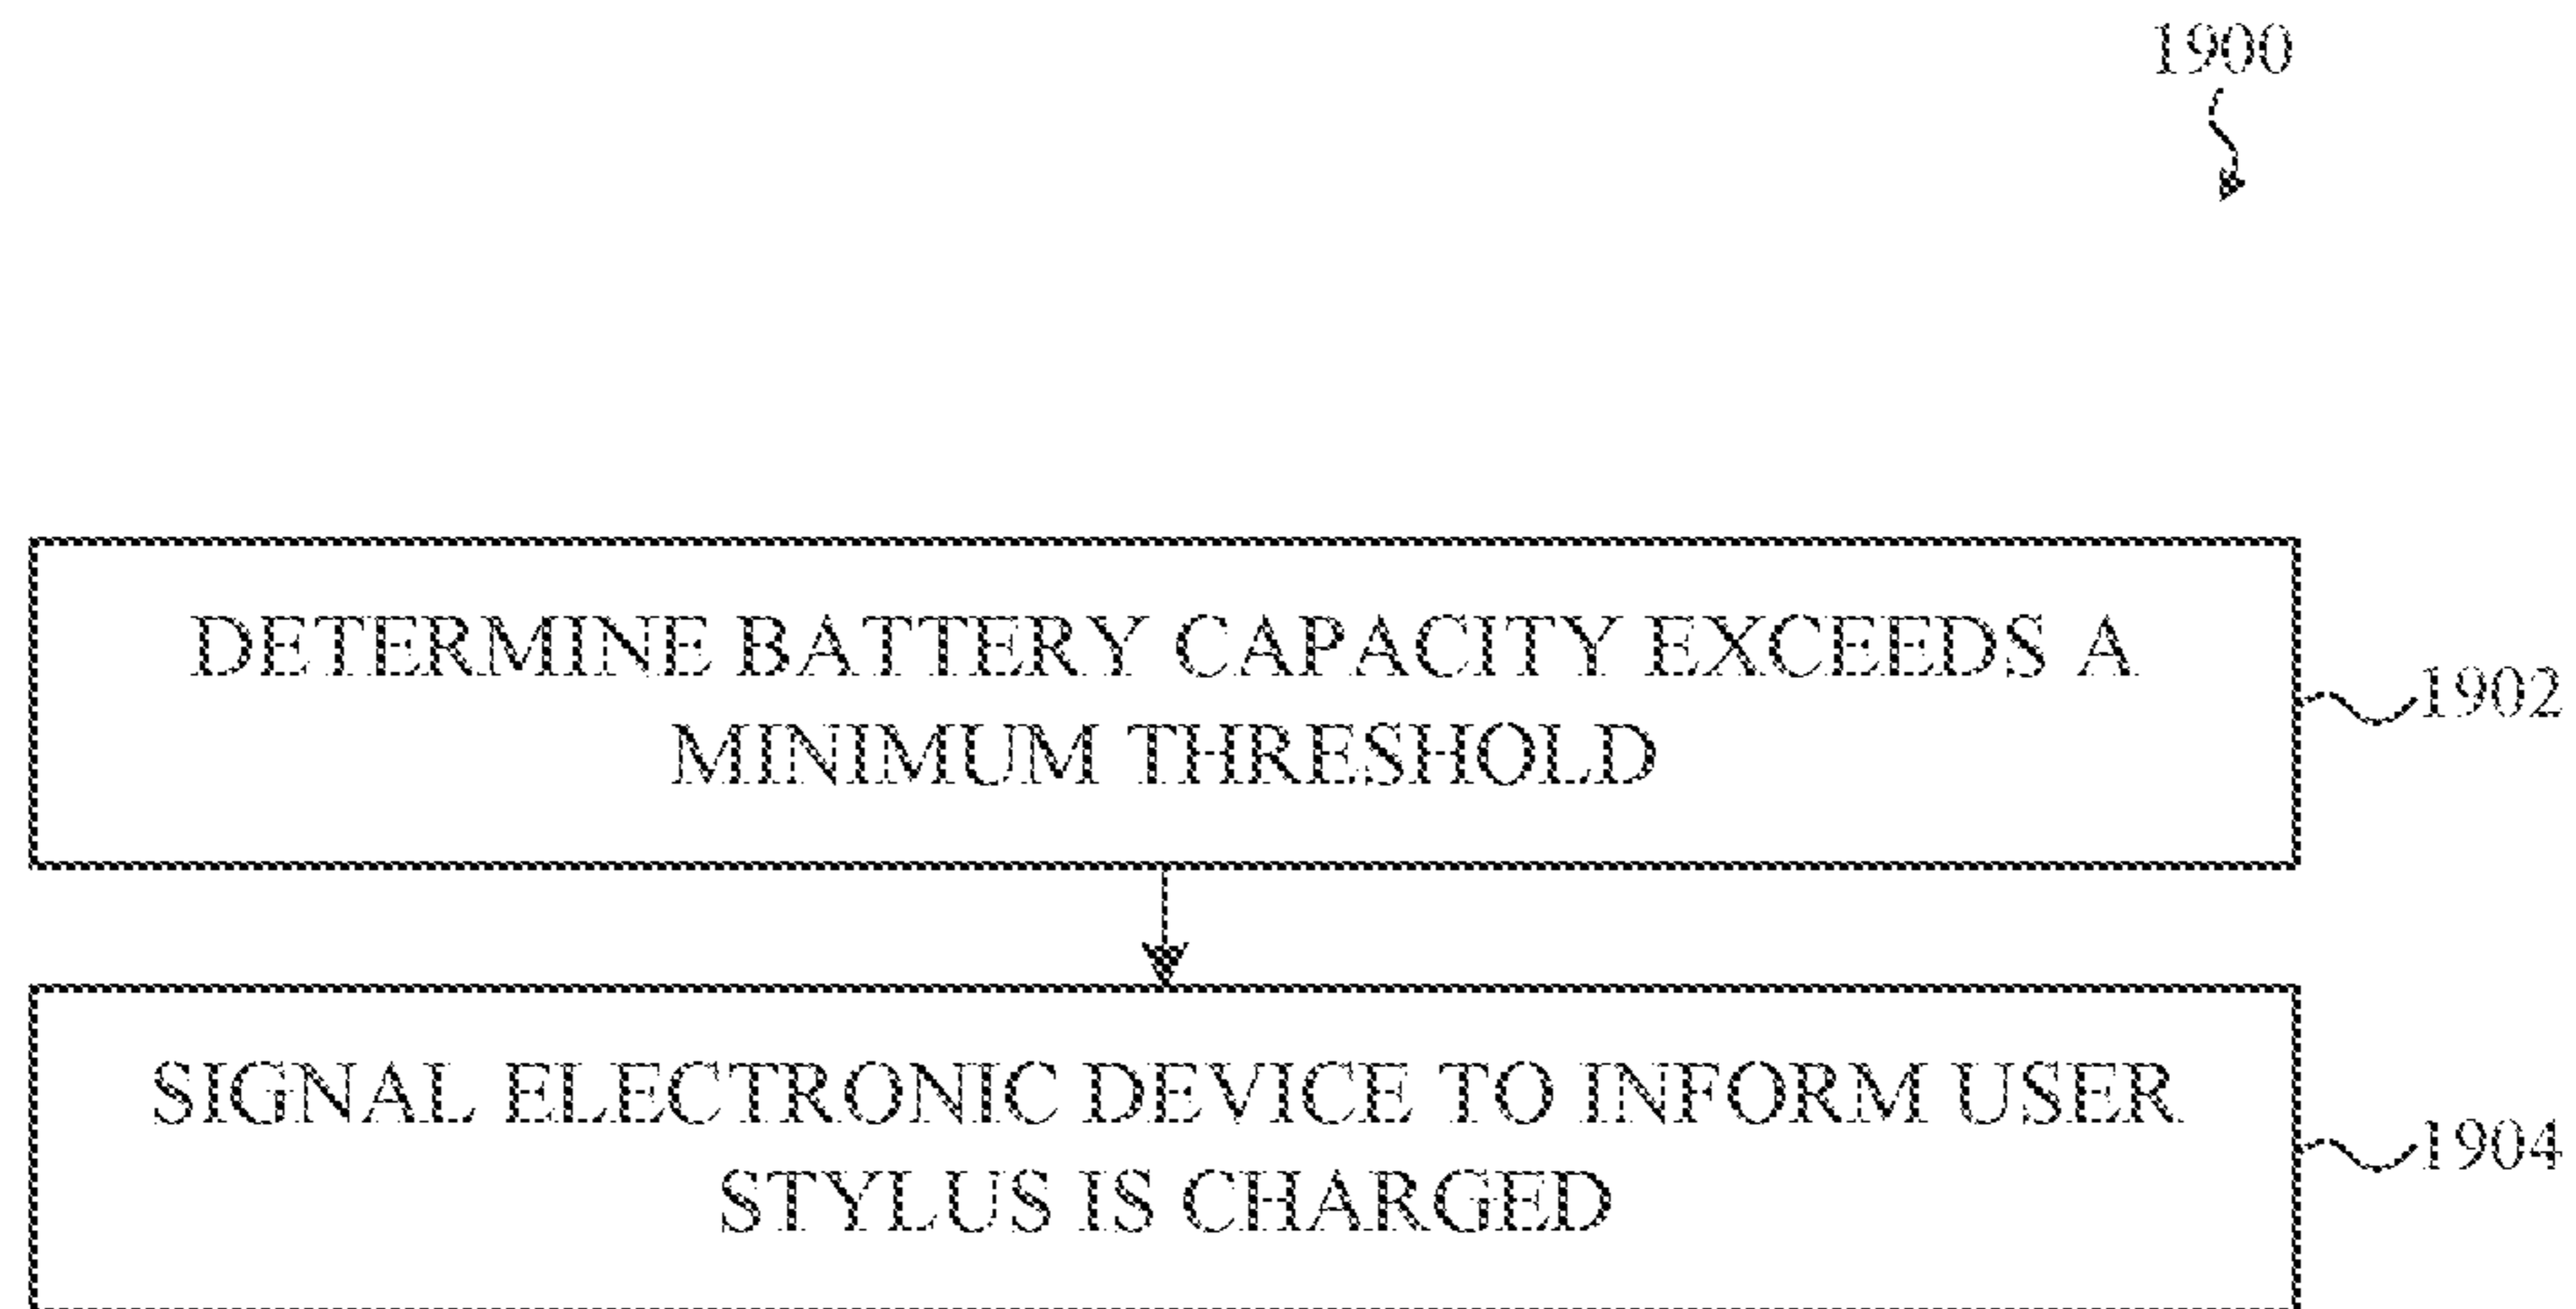 1900
DETERMINE BATTERY CAPACITY EXCEEDS A
MINIMUM THRESHOLD
1902
SIGNAL ELECTRONIC DEVICE TO INFORM USER
STYLUS IS CHARGED
1904